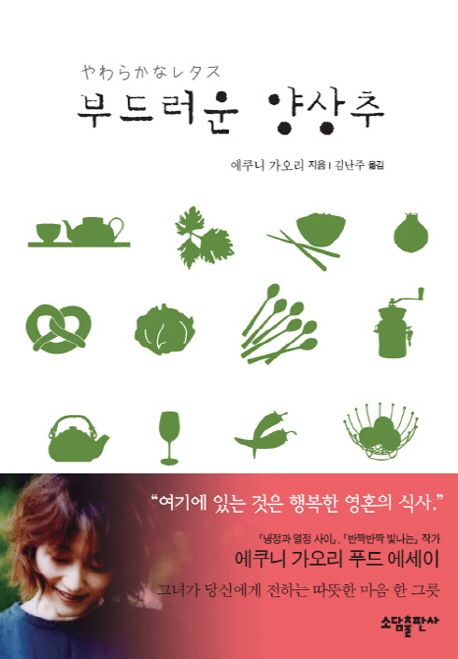 やわらかなレタス
부드러운 양상추
에쿠니 가오리 지음 | 김난주 옮김
“여기에 있는 것은 행복한 영혼의 식사.”
『냉정과 열정 사이』, 『반짝반짝 빛나는』 작가
에쿠니 가오리 푸드 에세이
그녀가 당신에게 전하는 따뜻한 마음 한 그릇
소담출판사